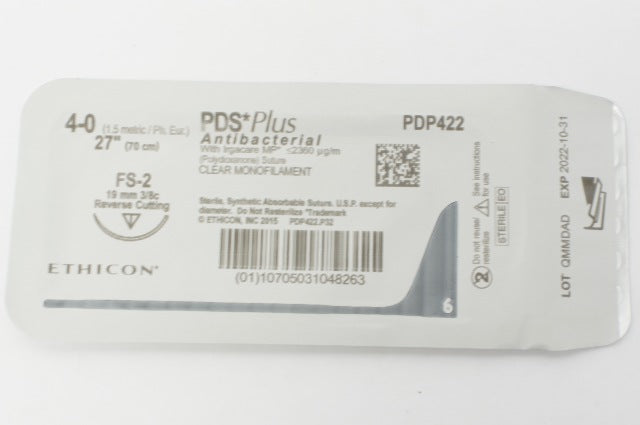 4-0 (1.5 metric / Ph. Eur.)
27" (70 cm)
FS-2
19 mm 3/8c
Reverse Cutting
ETHICON*
PDS*Plus
Antibacterial
With Irgacare MP* ≤2360 µg/m
(Polydioxanone) Suture
CLEAR MONOFILAMENT
PDP422
Sterile, Synthetic Absorbable Suture. U.S.P. except for
diameter. Do Not Resterilize *Trademark
© ETHICON, INC 2015 PDP422.P32
(01)10705031048263
6
2
Do not reuse/
resterilize
See instructions
for use
STERILE EO
LOT QMMDAD EXP 2022-10-31